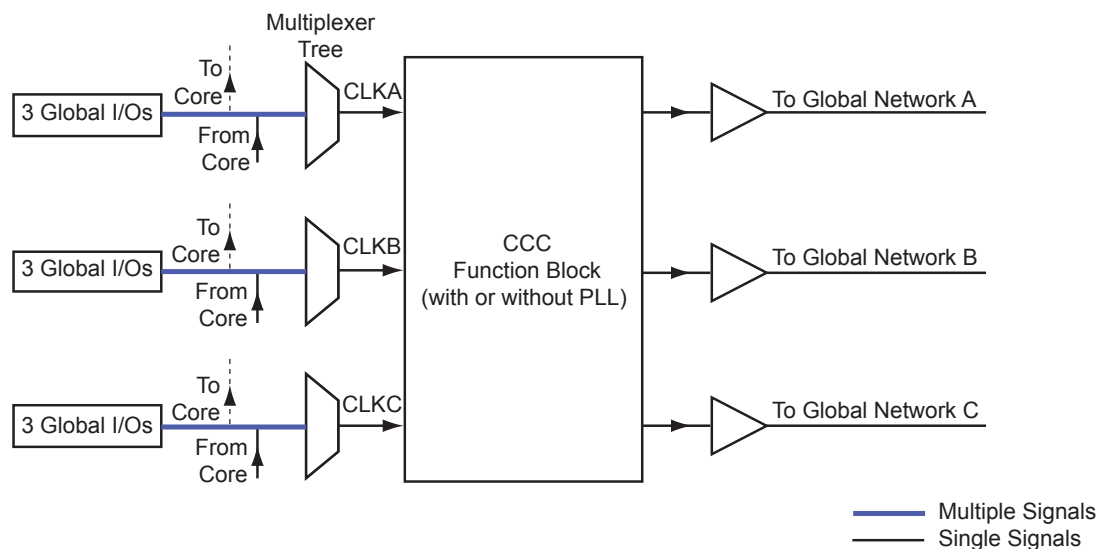 Multiplexer
Tree
To
Core
3 Global I/Os
From
Core
CLKA
To Global Network A
To
Core
3 Global I/Os
From
Core
CLKB
CCC
Function Block
(with or without PLL)
To Global Network B
To
Core
3 Global I/Os
From
Core
CLKC
To Global Network C
Multiple Signals
Single Signals